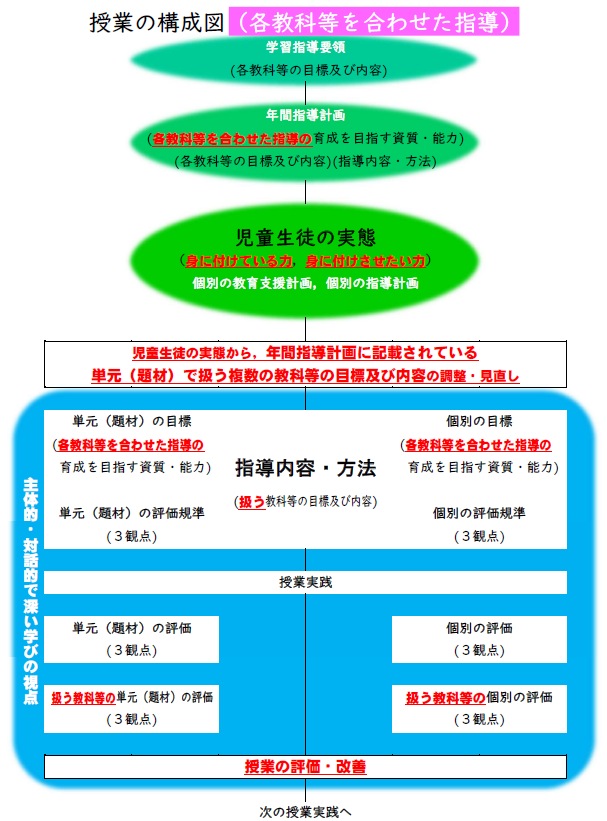 授業の構成図（各教科等を合わせた指導）
学習指導要領
(各教科等の目標及び内容)
年間指導計画
(各教科等を合わせた指導の育成を目指す資質・能力)
(各教科等の目標及び内容)(指導内容・方法)
児童生徒の実態
(身に付けている力，身に付けさせたい力)
個別の教育支援計画，個別の指導計画
児童生徒の実態から，年間指導計画に記載されている
単元（題材）で扱う複数の教科等の目標及び内容の調整・見直し
主体的・対話的で深い学びの視点
単元（題材）の目標
(各教科等を合わせた指導の
育成を目指す資質・能力)
単元（題材）の評価規準
(３観点)
指導内容・方法
(扱う教科等の目標及び内容)
個別の目標
(各教科等を合わせた指導の
育成を目指す資質・能力)
個別の評価規準
(３観点)
授業実践
単元（題材）の評価
(３観点)
個別の評価
(３観点)
扱う教科等の単元（題材）の評価
(３観点)
扱う教科等の個別の評価
(３観点)
授業の評価・改善
次の授業実践へ